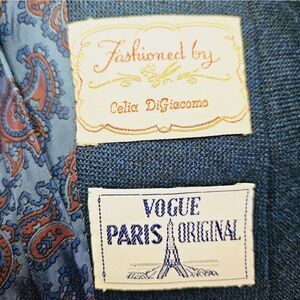 Fashioned by
Celia DiGiacomo
VOGUE
PARIS ORIGINAL